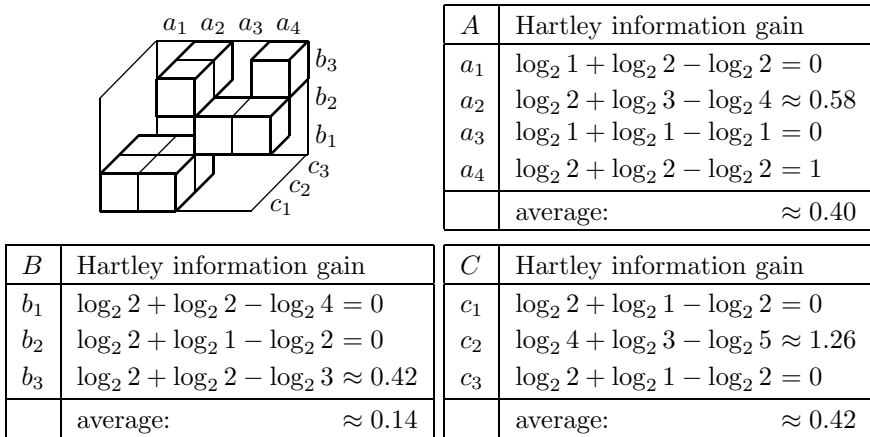 a₁ a₂ a₃ a₄
b₃
b₂
b₁
c₃
c₂
c₁
A Hartley information gain
a₁ log₂ 1 + log₂ 2 − log₂ 2 = 0
a₂ log₂ 2 + log₂ 3 − log₂ 4 ≈ 0.58
a₃ log₂ 1 + log₂ 1 − log₂ 1 = 0
a₄ log₂ 2 + log₂ 2 − log₂ 2 = 1
average: ≈ 0.40
B Hartley information gain
b₁ log₂ 2 + log₂ 2 − log₂ 4 = 0
b₂ log₂ 2 + log₂ 1 − log₂ 2 = 0
b₃ log₂ 2 + log₂ 2 − log₂ 3 ≈ 0.42
average: ≈ 0.14
C Hartley information gain
c₁ log₂ 2 + log₂ 1 − log₂ 2 = 0
c₂ log₂ 4 + log₂ 3 − log₂ 5 ≈ 1.26
c₃ log₂ 2 + log₂ 1 − log₂ 2 = 0
average: ≈ 0.42